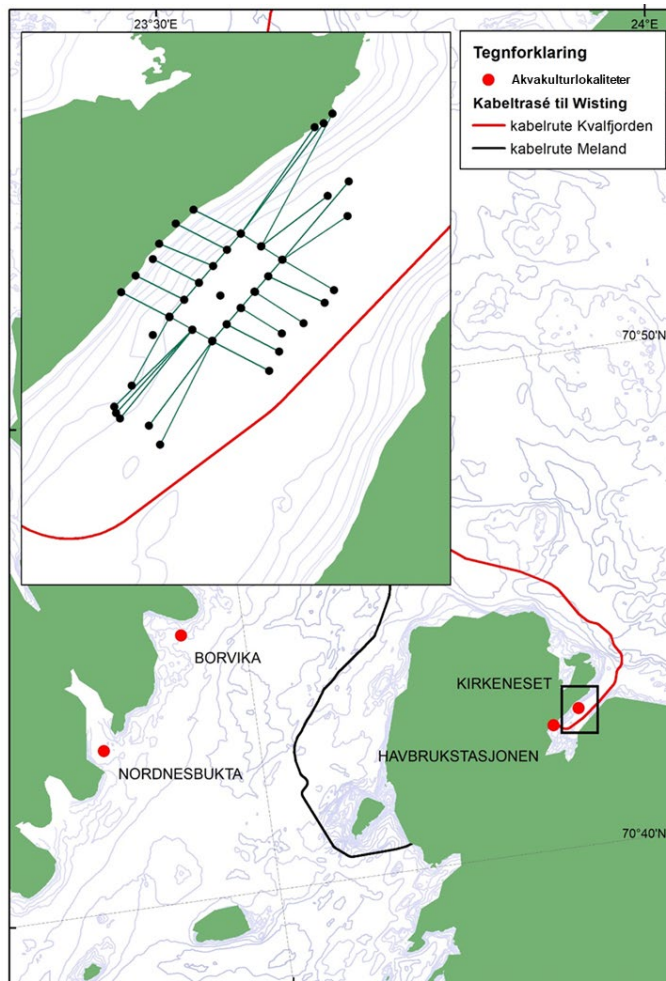 23°30'E
24°E
Tegnforklaring
Akvakulturlokaliteter
Kabeltrasé til Wisting
kabelrute Kvalfjorden
kabelrute Meland
70°50'N
BORVIKA
KIRKENESET
HAVBRUKSTASJONEN
NORDNESBUKTA
70°40'N